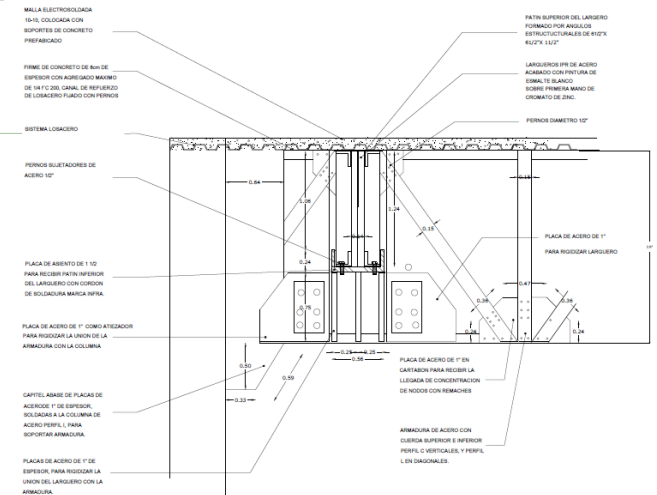 MALLA ELECTROSOLDADA
10-10, COLOCADA CON
SOPORTES DE CONCRETO
PREFABICADO
FIRME DE CONCRETO DE 8cm DE
ESPESOR CON AGREGADO MAXIMO
DE 1/4 F'C 200, CANAL DE REFUERZO
DE LOSACERO FIJADO CON PERNOS
SISTEMA LOSACERO
PERNOS SUJETADORES DE
ACERO 1/2"
PLACA DE ASIENTO DE 1 1/2
PARA RECIBIR PATIN INFERIOR
DEL LARGUERO CON CORDON
DE SOLDADURA MARCA INFRA.
PLACA DE ACERO DE 1" COMO ATIEZADOR
PARA RIGIDIZAR LA UNION DE LA
ARMADURA CON LA COLUMNA
CAPITEL ABASE DE PLACAS DE
ACERODE 1" DE ESPESOR,
SOLDADAS A LA COLUMNA DE
ACERO PERFIL I, PARA
SOPORTAR ARMADURA.
PLACAS DE ACERO DE 1" DE
ESPESOR, PARA RIGIDIZAR LA
UNION DEL LARGUERO CON LA
ARMADURA.
PATIN SUPERIOR DEL LARGERO
FORMADO POR ANGULOS
ESTRUCTUCTURALES DE 61/2"X
61/2"X 11/2"
LARGUEROS IPR DE ACERO
ACABADO CON PINTURA DE
ESMALTE BLANCO
SOBRE PRIMERA MANO DE
CROMATO DE ZINC.
PERNOS DIAMETRO 1/2"
PLACA DE ACERO DE 1"
PARA RIGIDIZAR LARGUERO
PLACA DE ACERO DE 1" EN
CARTABON PARA RECIBIR LA
LLEGADA DE CONCENTRACION
DE NODOS CON REMACHES
ARMADURA DE ACERO CON
CUERDA SUPERIOR E INFERIOR
PERFIL C VERTICALES, Y PERFIL
L EN DIAGONALES.
0.64
1.06
1.24
0.15
0.15
0.34
0.75
0.47
0.36
0.36
0.24
0.24
0.25
0.25
0.56
0.50
0.59
0.33